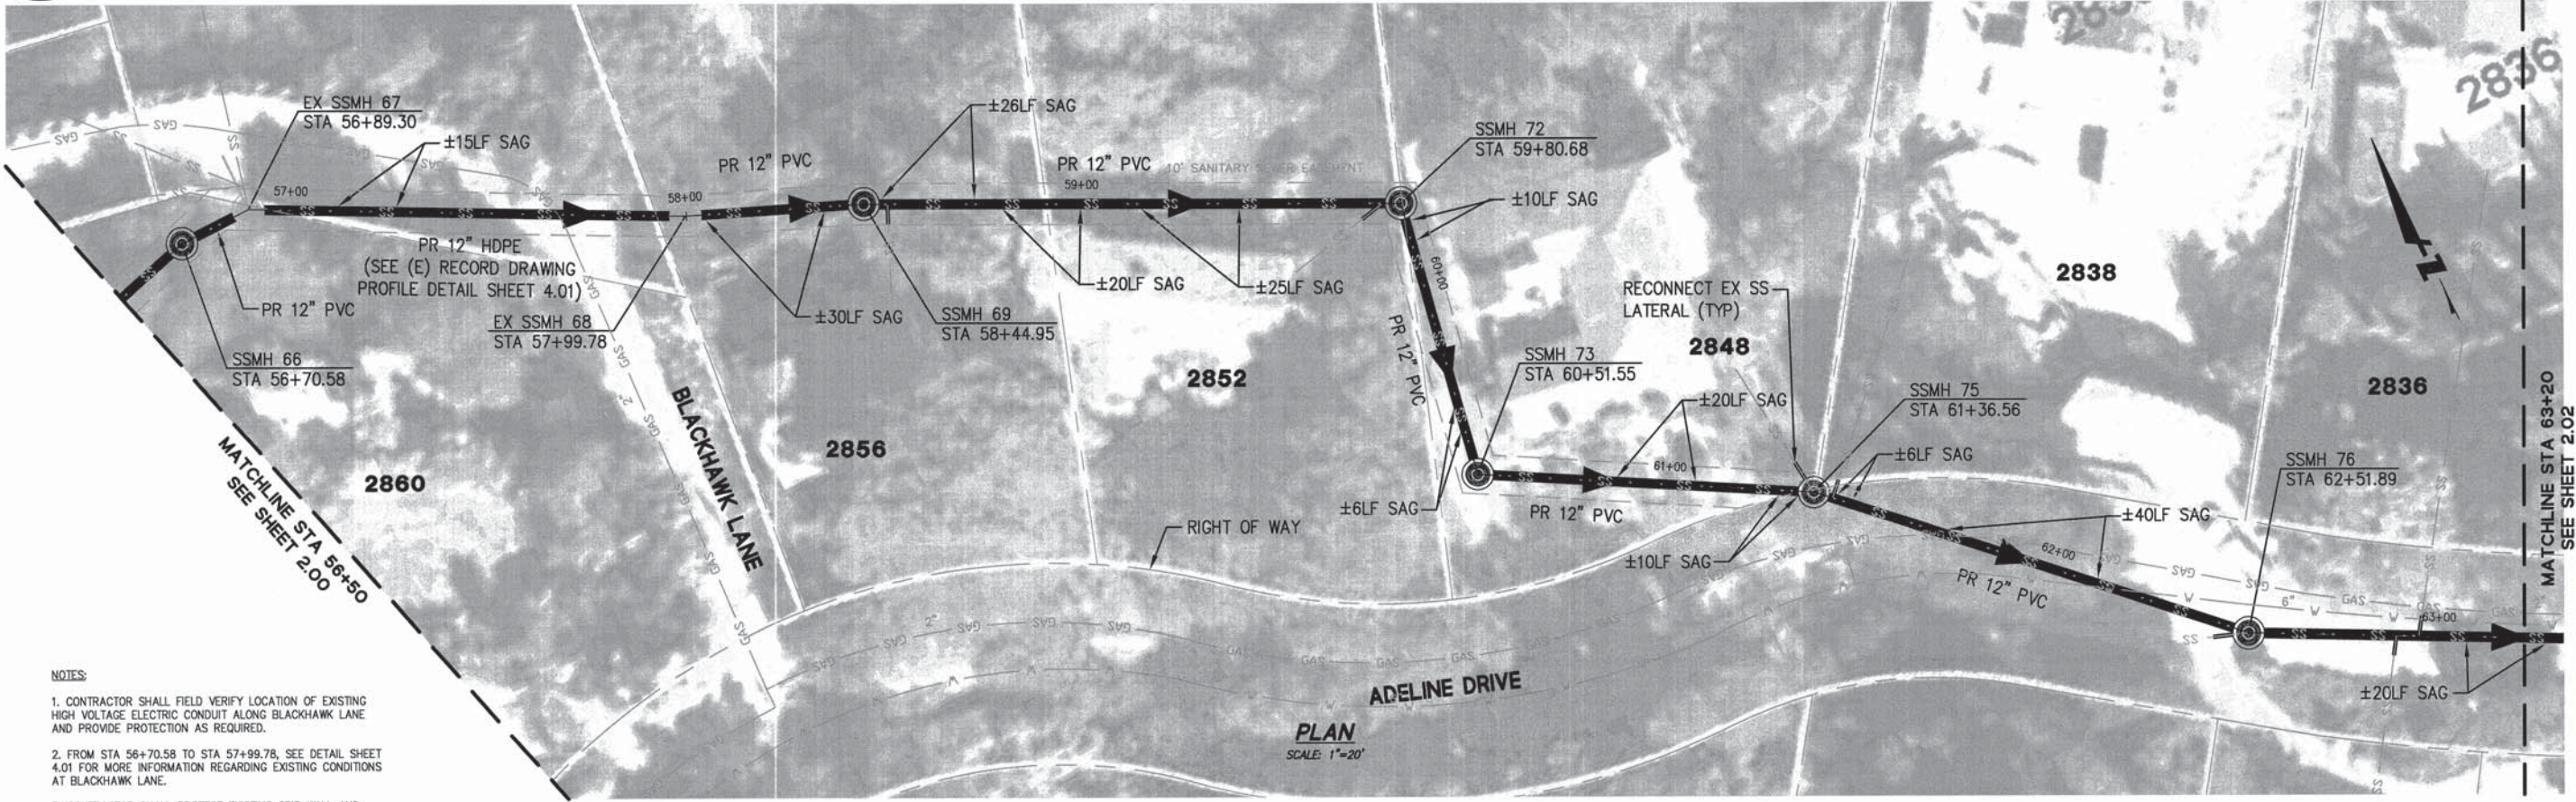 EX SSMH 67
STA 56+89.30
±15LF SAG
57+00
PR 12" HDPE
(SEE (E) RECORD DRAWING
PROFILE DETAIL SHEET 4.01)
PR 12" PVC
SSMH 66
STA 56+70.58
EX SSMH 68
STA 57+99.78
58+00
PR 12" PVC
±30LF SAG
SSMH 69
STA 58+44.95
±26LF SAG
PR 12" PVC
10' SANITARY SEWER EASEMENT
59+00
±20LF SAG
±25LF SAG
SSMH 72
STA 59+80.68
±10LF SAG
60+00
PR 12" PVC
SSMH 73
STA 60+51.55
±6LF SAG
RECONNECT EX SS
LATERAL (TYP)
2848
±20LF SAG
61+00
PR 12" PVC
±10LF SAG
SSMH 75
STA 61+36.56
±6LF SAG
±40LF SAG
62+00
PR 12" PVC
SSMH 76
STA 62+51.89
63+00
±20LF SAG
2860
2856
2852
2838
2836
2836
BLACKHAWK LANE
RIGHT OF WAY
ADELINE DRIVE
MATCHLINE STA 56+50
SEE SHEET 2.00
MATCHLINE STA 63+20
SEE SHEET 2.02
PLAN
SCALE: 1"=20'
NOTES:
1. CONTRACTOR SHALL FIELD VERIFY LOCATION OF EXISTING
HIGH VOLTAGE ELECTRIC CONDUIT ALONG BLACKHAWK LANE
AND PROVIDE PROTECTION AS REQUIRED.
2. FROM STA 56+70.58 TO STA 57+99.78, SEE DETAIL SHEET
4.01 FOR MORE INFORMATION REGARDING EXISTING CONDITIONS
AT BLACKHAWK LANE.